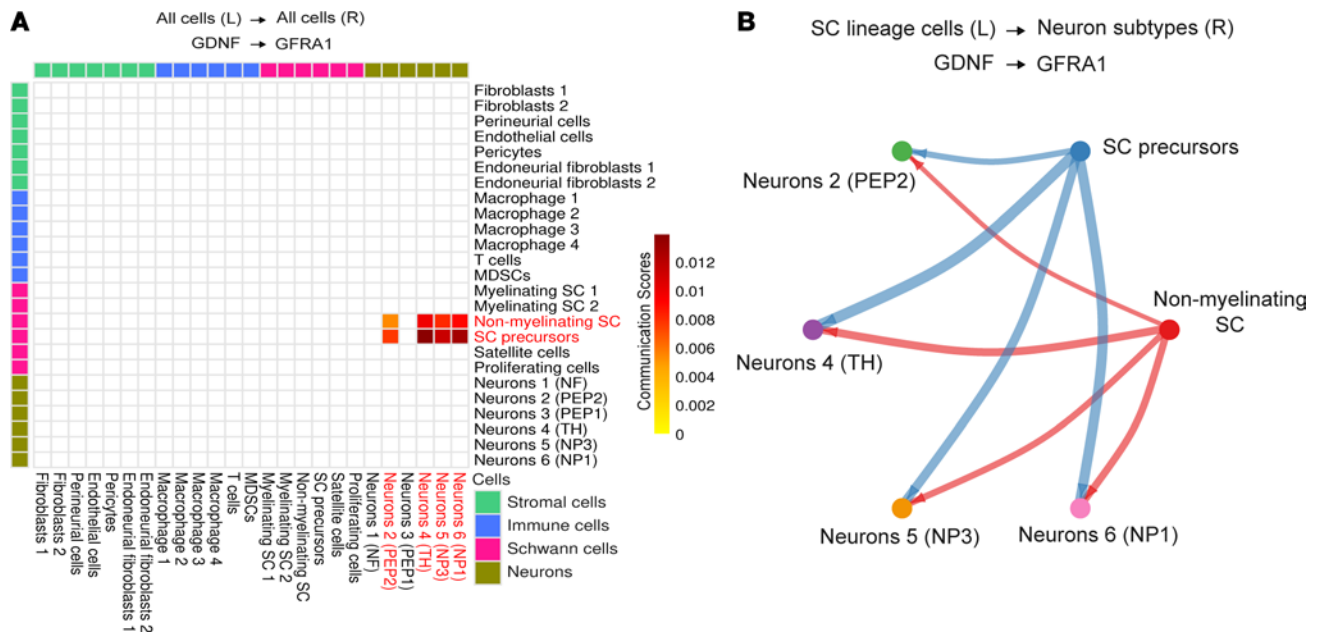 A
All cells (L) → All cells (R)
GDNF → GFRA1
Fibroblasts 1
Fibroblasts 2
Perineurial cells
Endothelial cells
Pericytes
Endoneurial fibroblasts 1
Endoneurial fibroblasts 2
Macrophage 1
Macrophage 2
Macrophage 3
Macrophage 4
T cells
MDSCs
Myelinating SC 1
Myelinating SC 2
Non-myelinating SC
SC precursors
Satellite cells
Proliferating cells
Neurons 1 (NF)
Neurons 2 (PEP2)
Neurons 3 (PEP1)
Neurons 4 (TH)
Neurons 5 (NP3)
Neurons 6 (NP1)
Fibroblasts 1
Fibroblasts 2
Perineurial cells
Endothelial cells
Pericytes
Endoneurial fibroblasts 1
Endoneurial fibroblasts 2
Macrophage 1
Macrophage 2
Macrophage 3
Macrophage 4
T cells
MDSCs
Myelinating SC 1
Myelinating SC 2
Non-myelinating SC
SC precursors
Satellite cells
Proliferating cells
Neurons 1 (NF)
Neurons 2 (PEP2)
Neurons 3 (PEP1)
Neurons 4 (TH)
Neurons 5 (NP3)
Neurons 6 (NP1)
Communication Scores
0.012
0.01
0.008
0.006
0.004
0.002
0
Cells
Stromal cells
Immune cells
Schwann cells
Neurons
B
SC lineage cells (L) → Neuron subtypes (R)
GDNF → GFRA1
SC precursors
Neurons 2 (PEP2)
Non-myelinating
SC
Neurons 4 (TH)
Neurons 5 (NP3)
Neurons 6 (NP1)